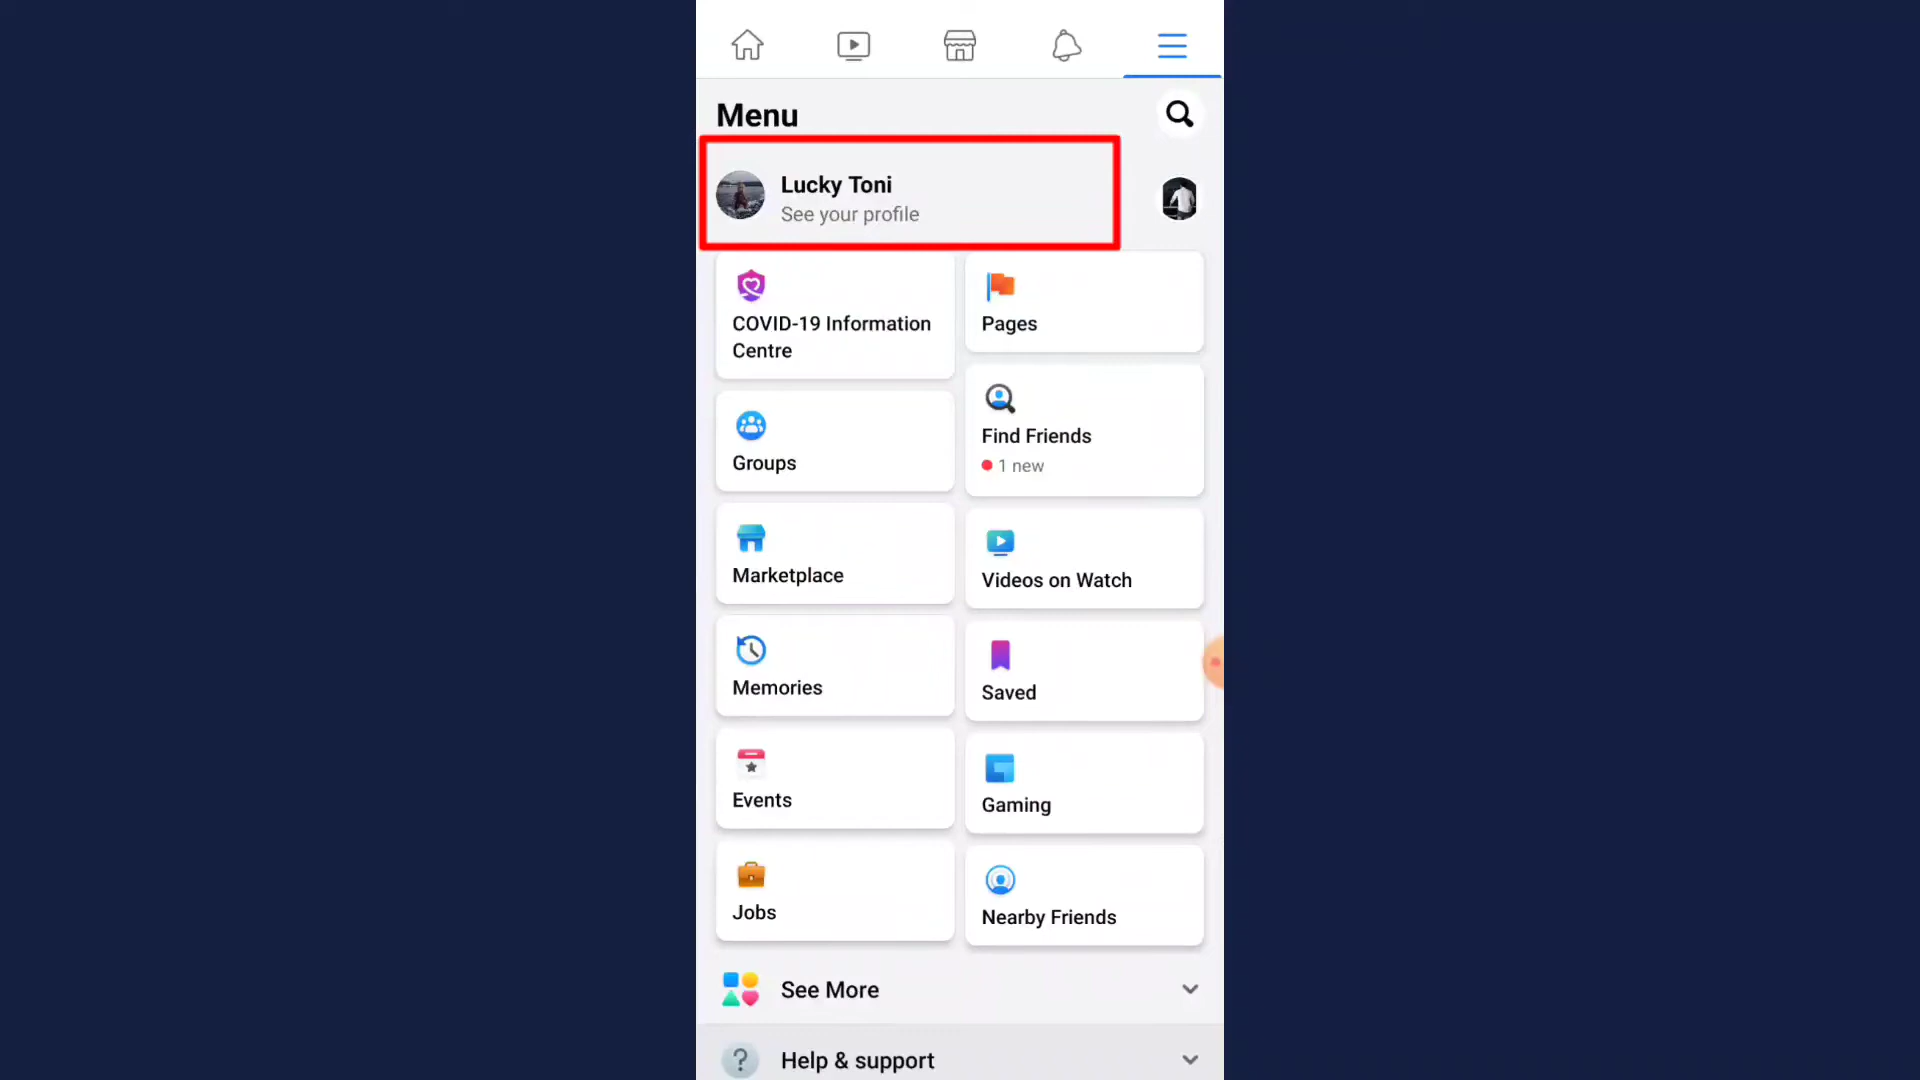 Menu
Lucky Toni
See your profile
COVID-19 Information
Centre
Pages
Groups
Find Friends
1 new
Marketplace
Videos on Watch
Memories
Saved
Events
Gaming
Jobs
Nearby Friends
See More
?
Help & support